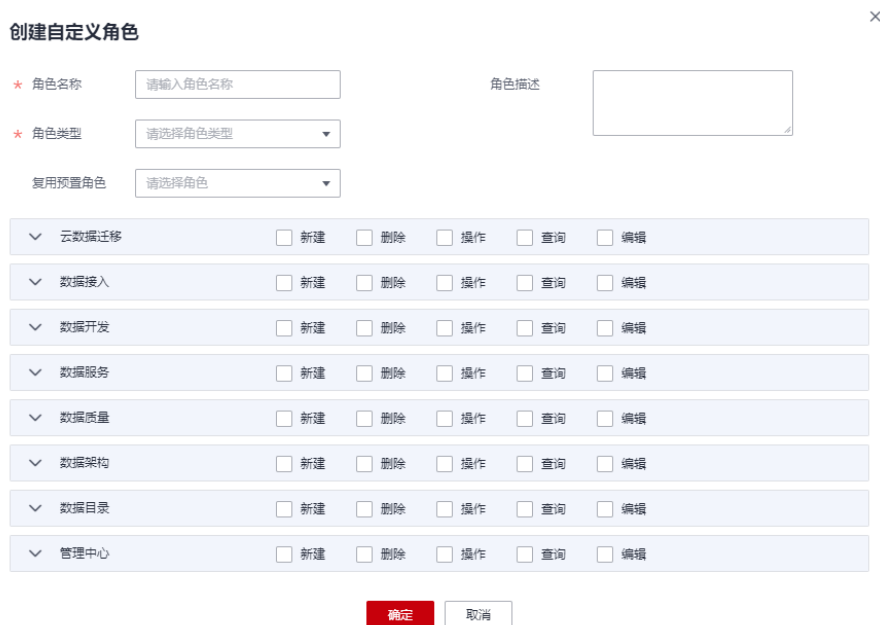 创建自定义角色
* 角色名称 请输入角色名称 角色描述
* 角色类型 请选择角色类型
复用预置角色 请选择角色
云数据迁移 新建 删除 操作 查询 编辑
数据接入 新建 删除 操作 查询 编辑
数据开发 新建 删除 操作 查询 编辑
数据服务 新建 删除 操作 查询 编辑
数据质量 新建 删除 操作 查询 编辑
数据架构 新建 删除 操作 查询 编辑
数据目录 新建 删除 操作 查询 编辑
管理中心 新建 删除 操作 查询 编辑
确定 取消